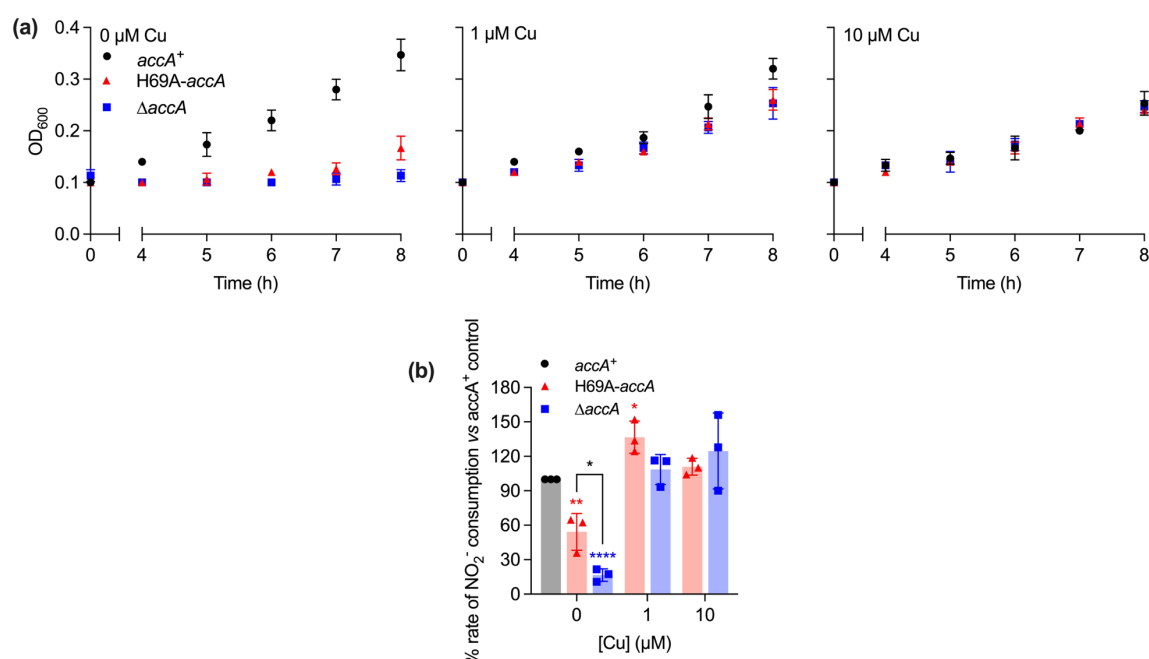 (a)
0 µM Cu
accA⁺
H69A-accA
ΔaccA
1 µM Cu
10 µM Cu
OD₆₀₀
0.4
0.3
0.2
0.1
0.0
0 4 5 6 7 8
0 4 5 6 7 8
0 4 5 6 7 8
Time (h)
Time (h)
Time (h)
(b)
accA⁺
H69A-accA
ΔaccA
% rate of NO₂⁻ consumption vs accA⁺ control
180
150
120
90
60
30
0
*
**
****
*
0 1 10
[Cu] (µM)